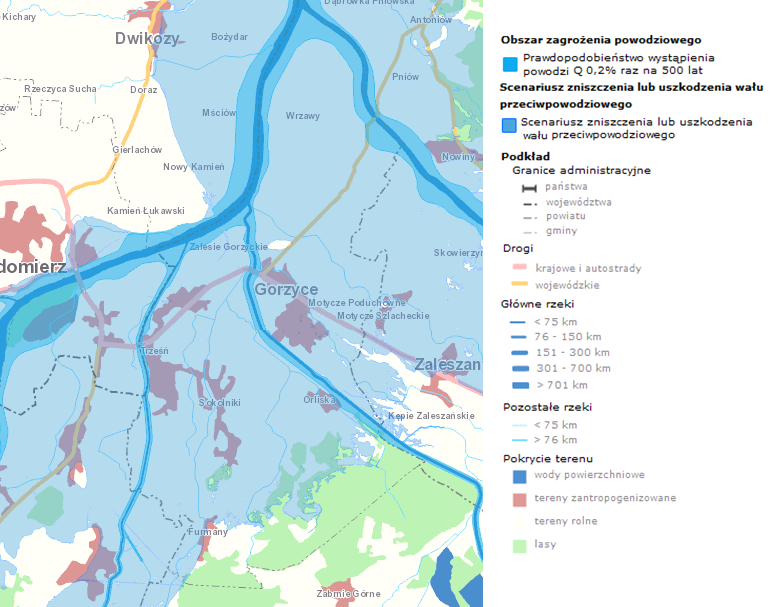 Dąbrówka Pniowska
Kichary
Antoniów
Dwikozy
Bożydar
Pniów
Rzeczyca Sucha
Doraz
zów
Mściów
Wrzawy
Gierlachów
Nowiny
Nowy Kamień
Kamień Łukawski
Zalesie Gorzyckie
Skowierzyn
domierz
Gorzyce
Motycze Poduchowne
Motycze Szlacheckie
Trześń
Zaleszan
Sokolniki
Orliska
Kępie Zaleszańskie
Furmany
Żabno Górne
Obszar zagrożenia powodziowego
Prawdopodobieństwo wystąpienia
powodzi Q 0,2% raz na 500 lat
Scenariusz zniszczenia lub uszkodzenia wału
przeciwpowodziowego
Scenariusz zniszczenia lub uszkodzenia
wału przeciwpowodziowego
Podkład
Granice administracyjne
państwa
województwa
powiatu
gminy
Drogi
krajowe i autostrady
wojewódzkie
Główne rzeki
< 75 km
76 - 150 km
151 - 300 km
301 - 700 km
> 701 km
Pozostałe rzeki
< 75 km
> 76 km
Pokrycie terenu
wody powierzchniowe
tereny zantropogenizowane
tereny rolne
lasy